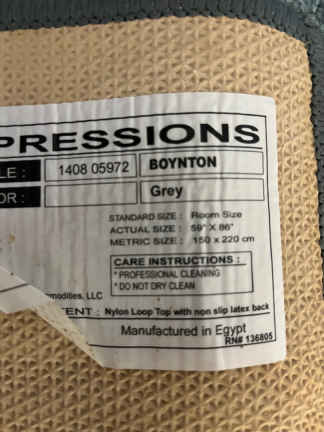 PRESSIONS
LE : 1408 05972 BOYNTON
OR : Grey
STANDARD SIZE : Room Size
ACTUAL SIZE : 59" X 86"
METRIC SIZE : 150 x 220 cm
CARE INSTRUCTIONS :
* PROFESSIONAL CLEANING
* DO NOT DRY CLEAN
mmodities, LLC
TENT : Nylon Loop Top with non slip latex back
Manufactured in Egypt
RN# 136805